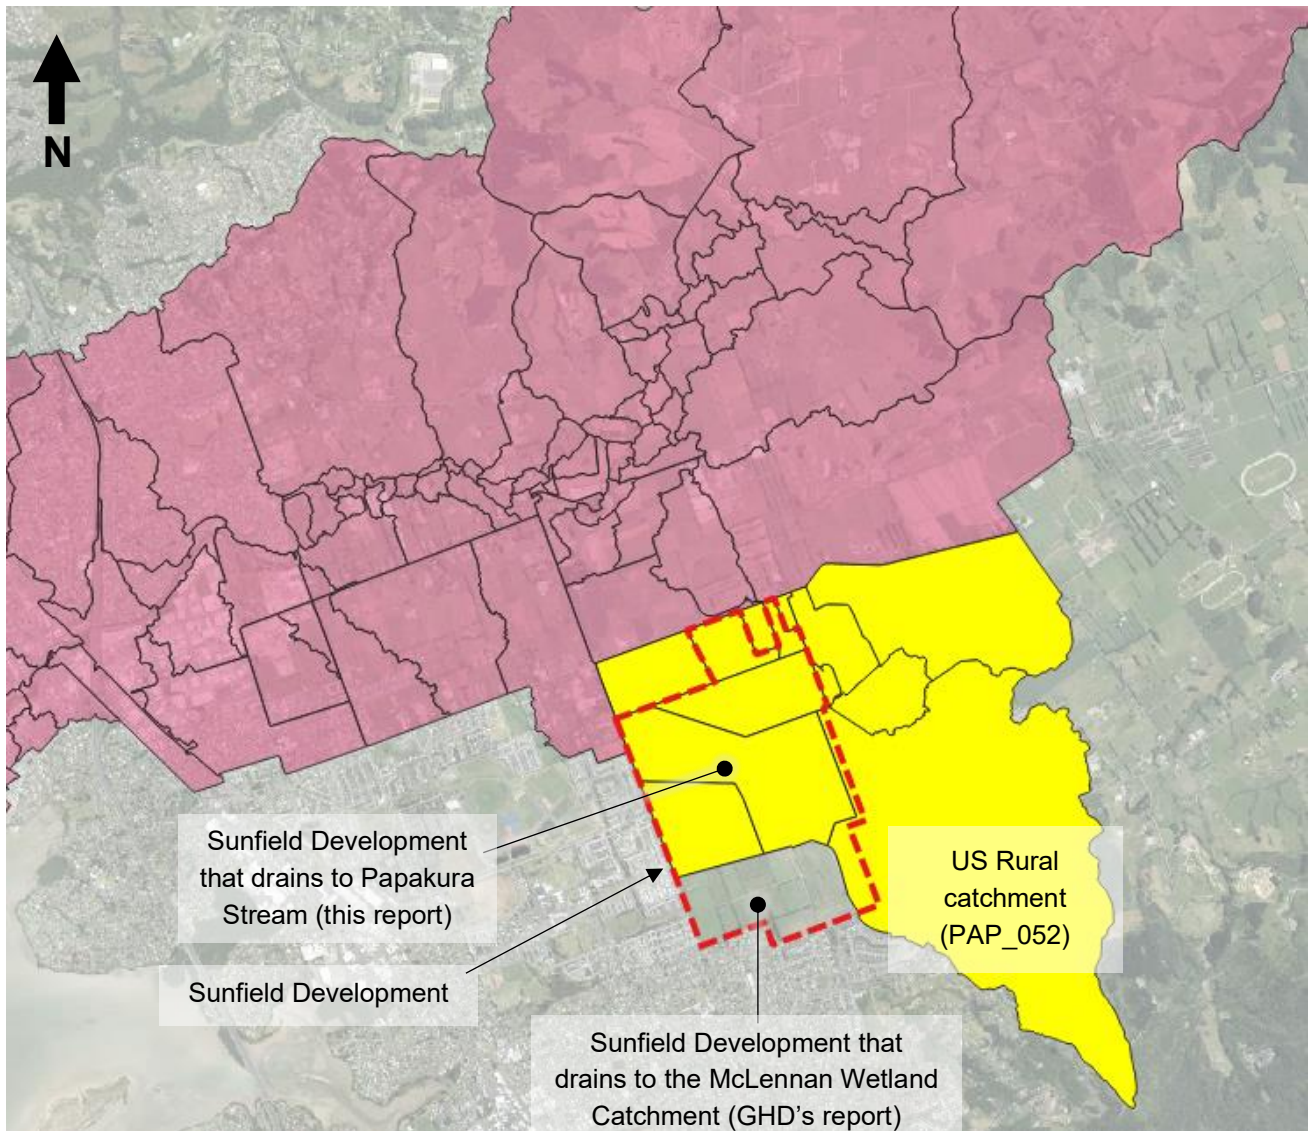 N
Sunfield Development
that drains to Papakura
Stream (this report)
US Rural
catchment
(PAP_052)
Sunfield Development
Sunfield Development that
drains to the McLennan Wetland
Catchment (GHD's report)